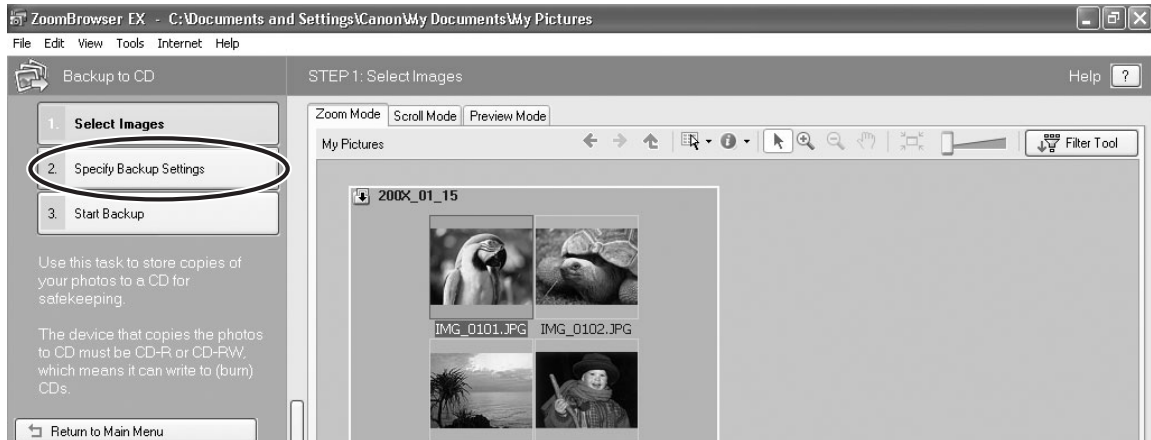 ZoomBrowser EX - C:\Documents and Settings\Canon\My Documents\My Pictures
File Edit View Tools Internet Help
Backup to CD
STEP 1: Select Images
Help ?
1. Select Images
2. Specify Backup Settings
3. Start Backup
Use this task to store copies of
your photos to a CD for
safekeeping.
The device that copies the photos
to CD must be CD-R or CD-RW,
which means it can write to (burn)
CDs.
Return to Main Menu
Zoom Mode Scroll Mode Preview Mode
My Pictures
Filter Tool
200X_01_15
IMG_0101.JPG IMG_0102.JPG